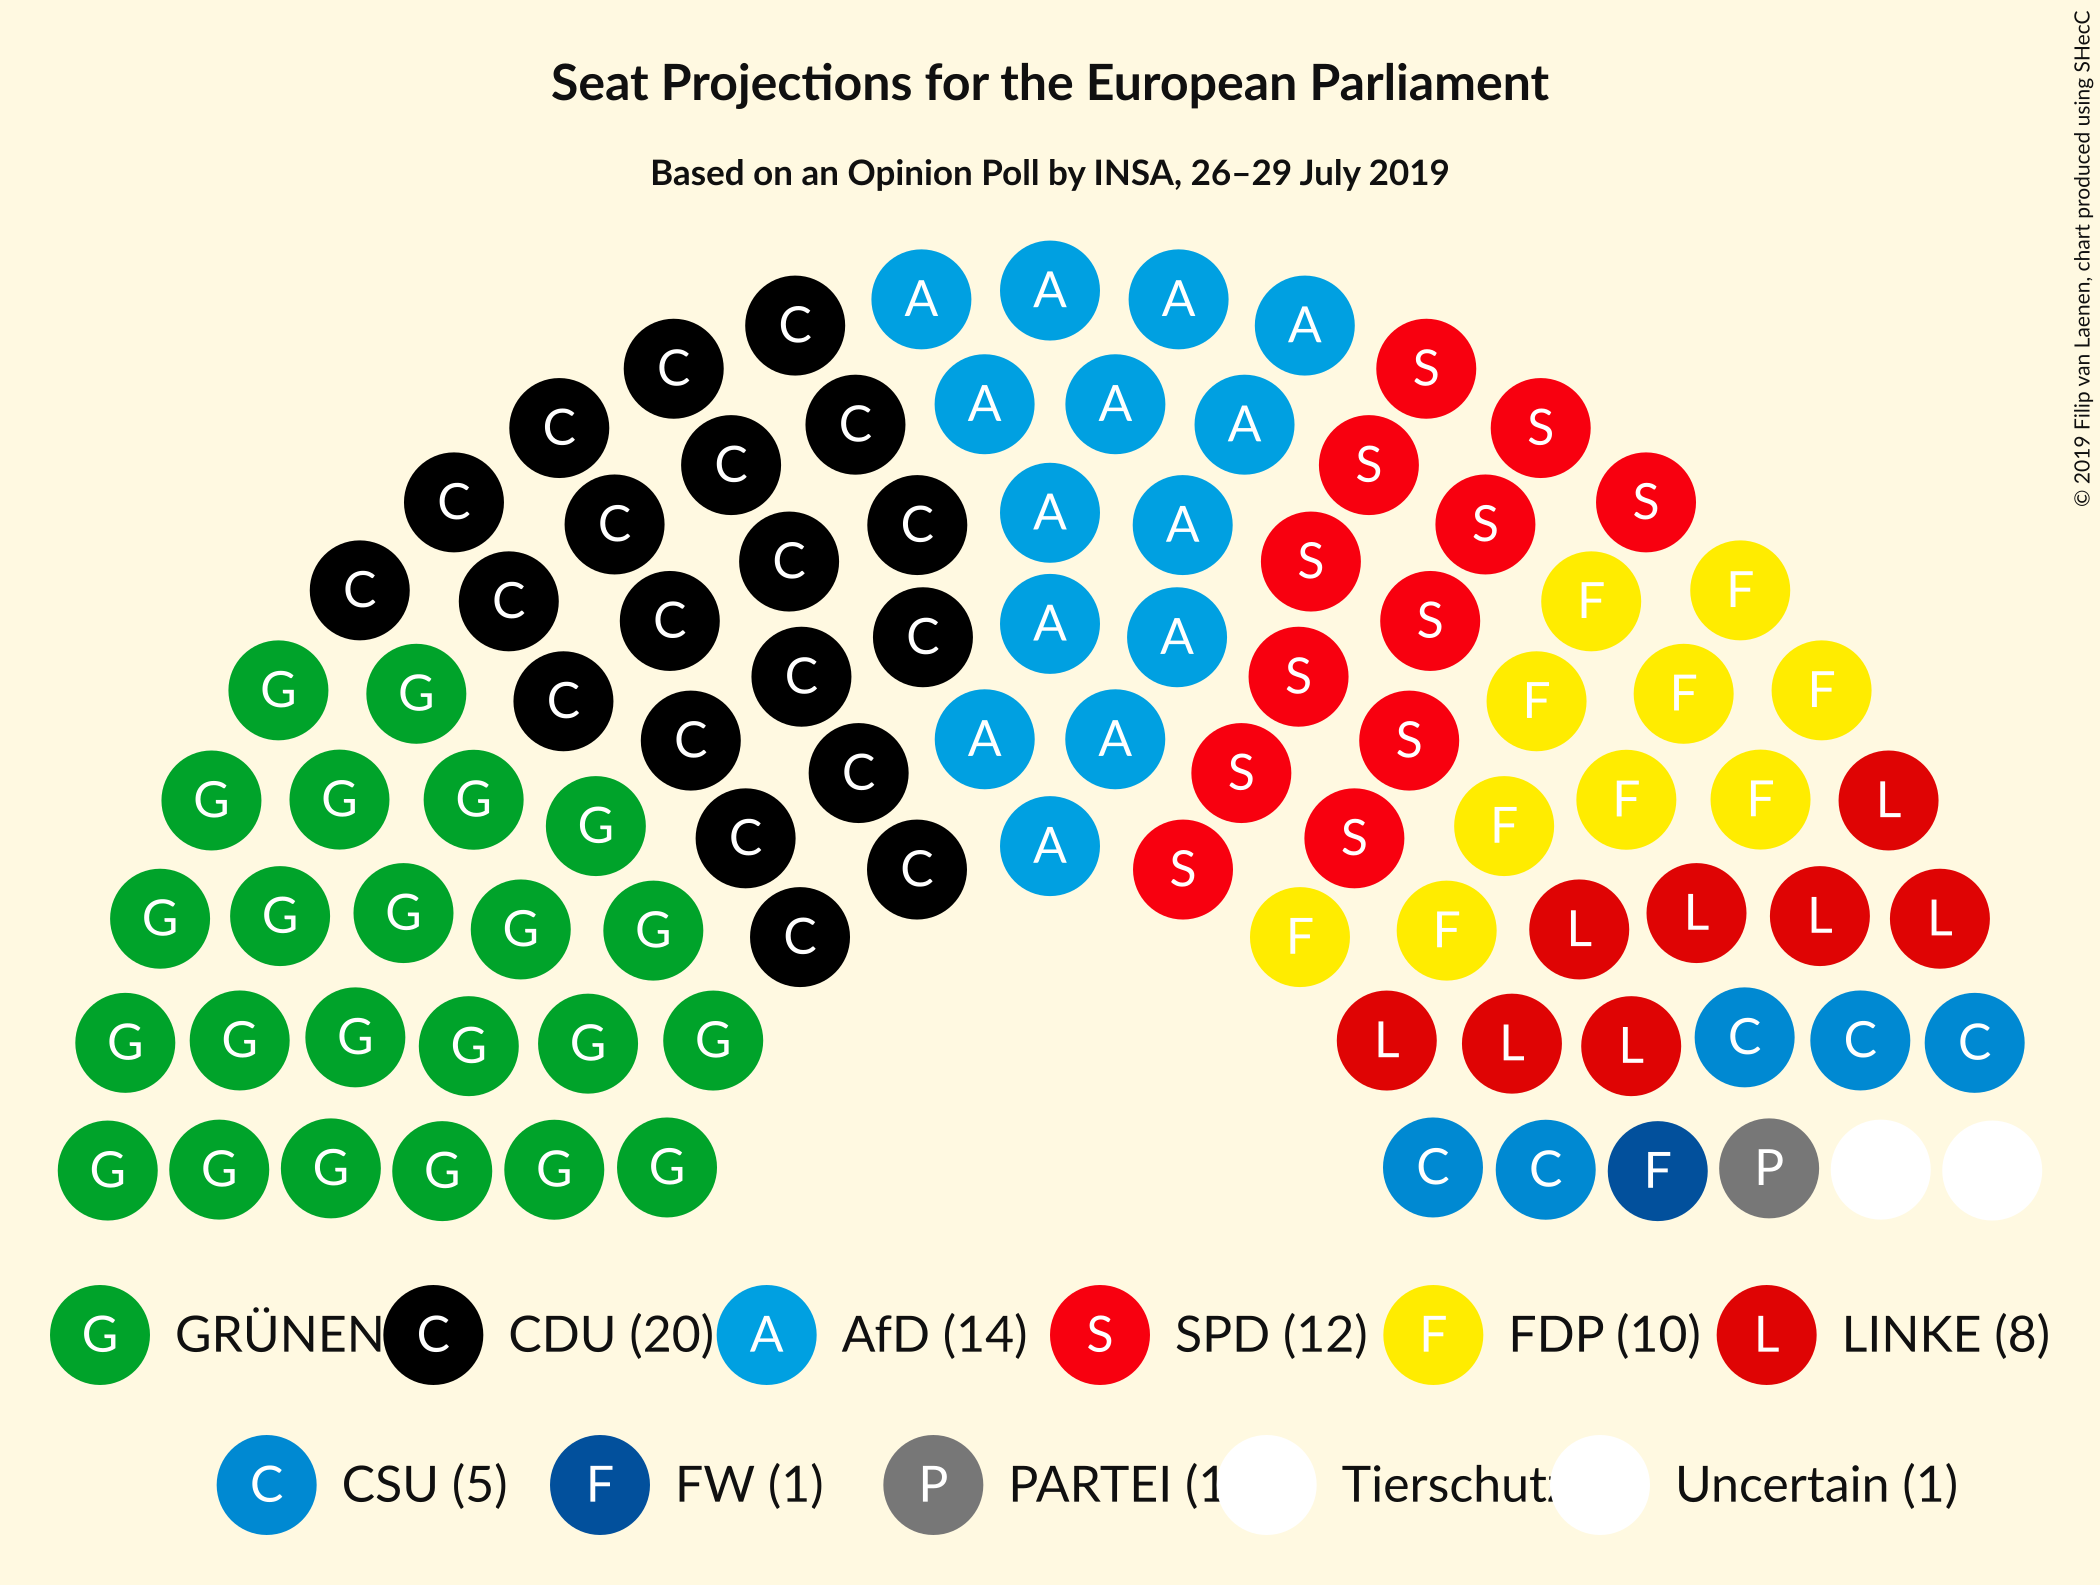 Seat Projections for the European Parliament
Based on an Opinion Poll by INSA, 26–29 July 2019
© 2019 Filip van Laenen, chart produced using SHecC
A A A A
C C S S
C A A A S
C C C S S S
C C C A A S S
C C C S F F
C C A A S F
G G C C S F F F
C C A A S S
G G G G C C A S S F F F F L
G G G G G C C S F F L L L L
G G G G G G L L L C C C
G G G G G G C C F P
G GRÜNEN C CDU (20) A AfD (14) S SPD (12) F FDP (10) L LINKE (8)
C CSU (5) F FW (1) P PARTEI (1 Tierschutz Uncertain (1)